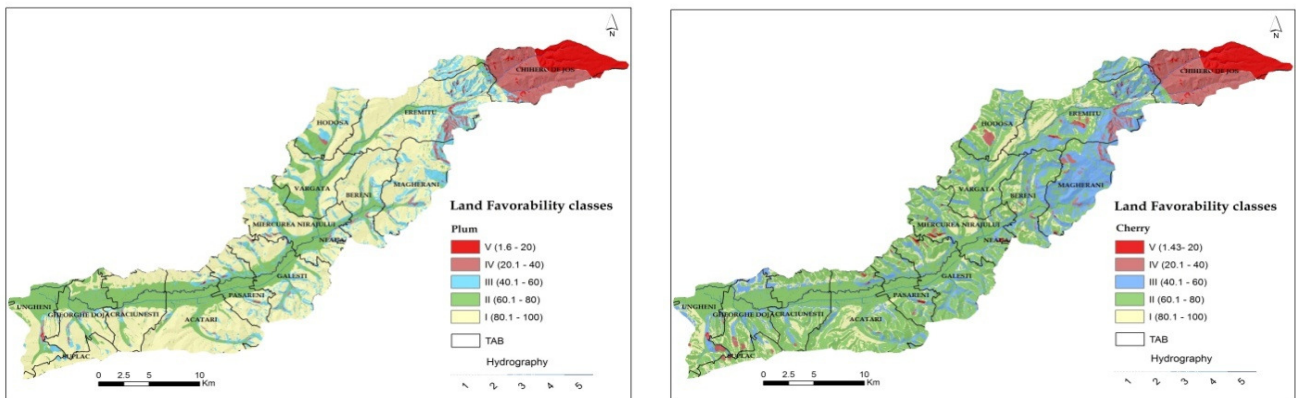 N
CHIHERU DE JOS
EREMITU
HODOSA
VARGATA
BERENI
MAGHERANI
MIERCUREA NIRAJULUI
NEAUA
GALESTI
PASARENI
ACATARI
UNGHENI
GHEORGHE DOJA
CRACIUNESTI
SUPLAC
Land Favorability classes
Plum
V (1.6 - 20)
IV (20.1 - 40)
III (40.1 - 60)
II (60.1 - 80)
I (80.1 - 100)
TAB
Hydrography
1 2 3 4 5
0 2.5 5 10
Km
N
CHIHERU DE JOS
EREMITU
HODOSA
VARGATA
BERENI
MAGHERANI
MIERCUREA NIRAJULUI
NEAUA
GALESTI
PASARENI
ACATARI
UNGHENI
GHEORGHE DOJA
CRACIUNESTI
SUPLAC
Land Favorability classes
Cherry
V (1.43- 20)
IV (20.1 - 40)
III (40.1 - 60)
II (60.1 - 80)
I (80.1 - 100)
TAB
Hydrography
1 2 3 4 5
0 2.5 5 10
Km